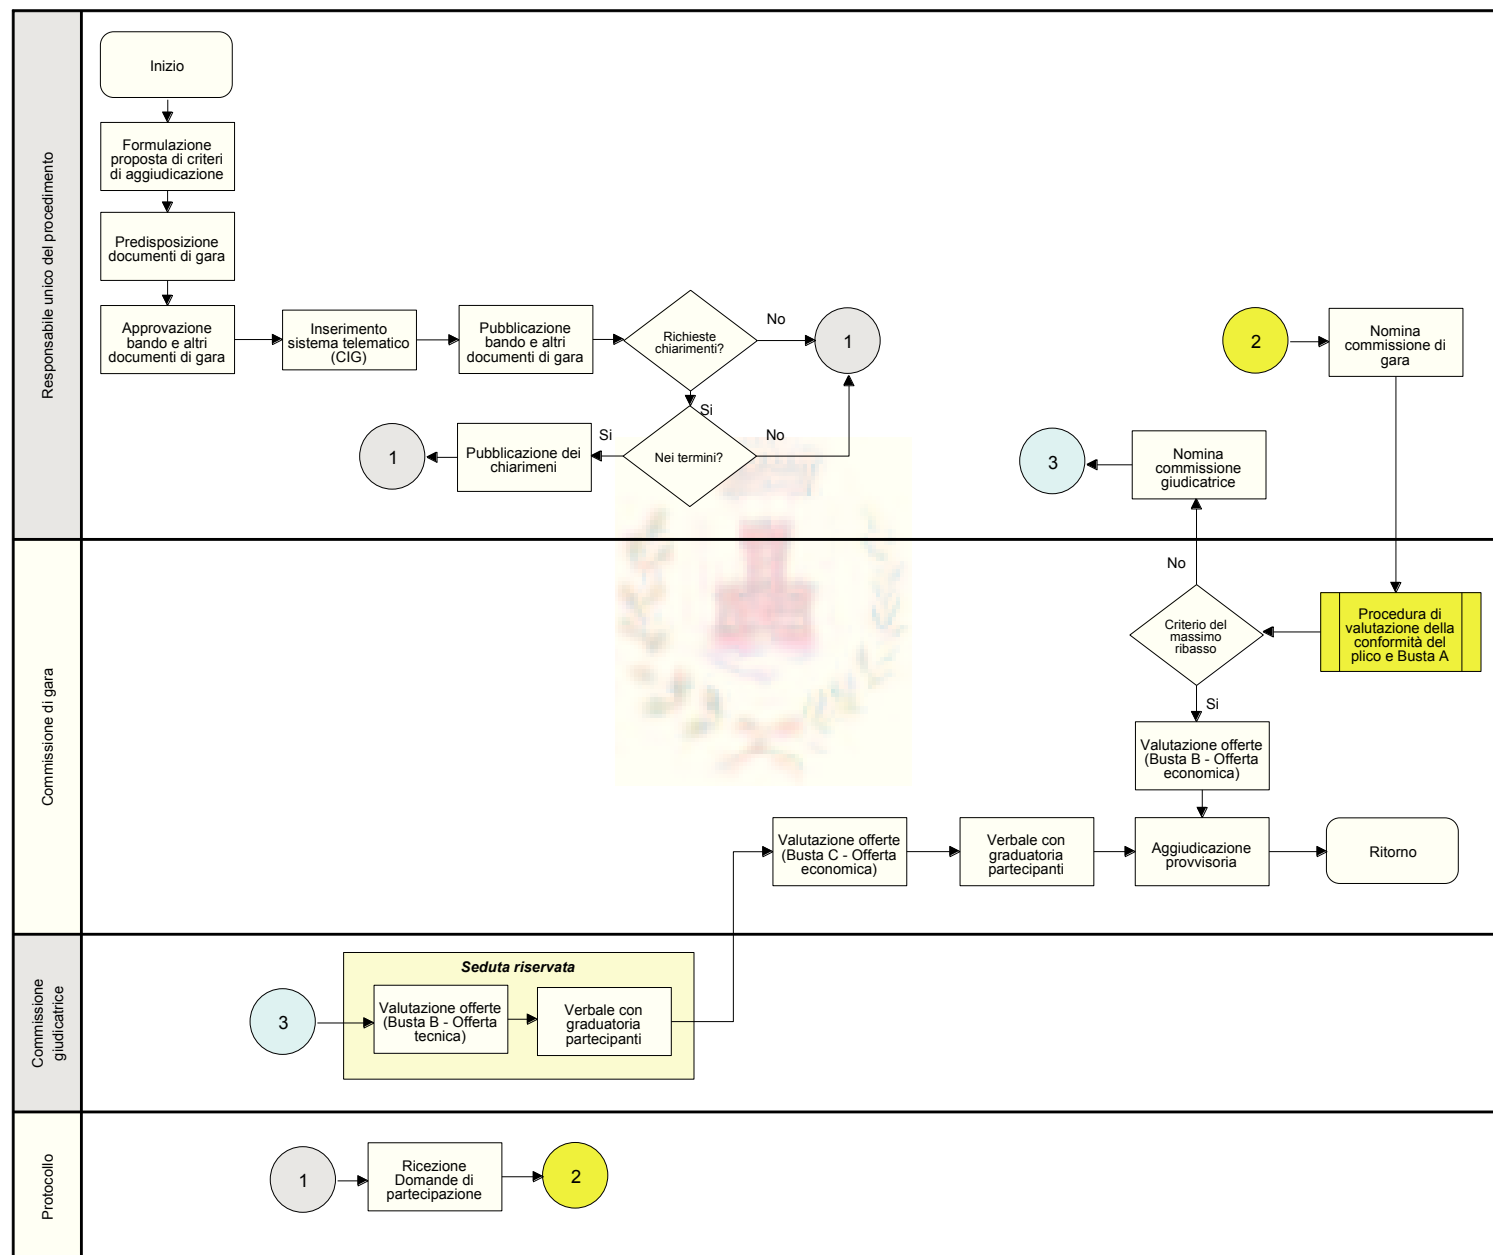 Responsabile unico del procedimento
Inizio
Formulazione
proposta di criteri
di aggiudicazione
Predisposizione
documenti di gara
Approvazione
bando e altri
documenti di gara
Inserimento
sistema telematico
(CIG)
Pubblicazione
bando e altri
documenti di gara
Richieste
chiarimenti?
No
1
Si
Nei termini?
No
Si
Pubblicazione dei
chiarimeni
1
2
Nomina
commissione di
gara
Nomina
commissione
giudicatrice
3
Commissione di gara
No
Criterio del
massimo
ribasso
Procedura di
valutazione della
conformità del
plico e Busta A
Si
Valutazione offerte
(Busta B - Offerta
economica)
Valutazione offerte
(Busta C - Offerta
economica)
Verbale con
graduatoria
partecipanti
Aggiudicazione
provvisoria
Ritorno
Commissione
giudicatrice
Seduta riservata
3
Valutazione offerte
(Busta B - Offerta
tecnica)
Verbale con
graduatoria
partecipanti
Protocollo
1
Ricezione
Domande di
partecipazione
2